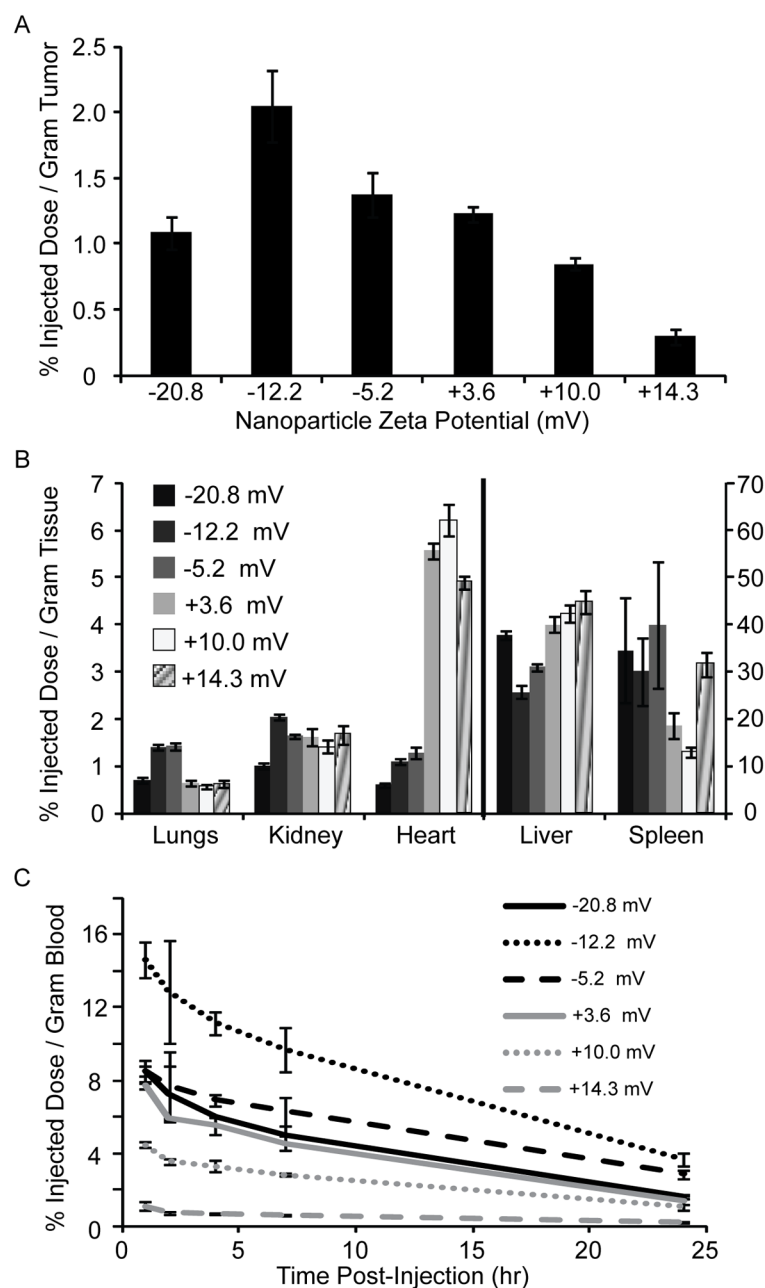 A
% Injected Dose / Gram Tumor
2.5
2.0
1.5
1.0
0.5
0
-20.8 -12.2 -5.2 +3.6 +10.0 +14.3
Nanoparticle Zeta Potential (mV)
B
% Injected Dose / Gram Tissue
7
6
5
4
3
2
1
0
-20.8 mV
-12.2 mV
-5.2 mV
+3.6 mV
+10.0 mV
+14.3 mV
70
60
50
40
30
20
10
0
Lungs Kidney Heart Liver Spleen
C
% Injected Dose / Gram Blood
16
12
8
4
0
-20.8 mV
-12.2 mV
-5.2 mV
+3.6 mV
+10.0 mV
+14.3 mV
0 5 10 15 20 25
Time Post-Injection (hr)